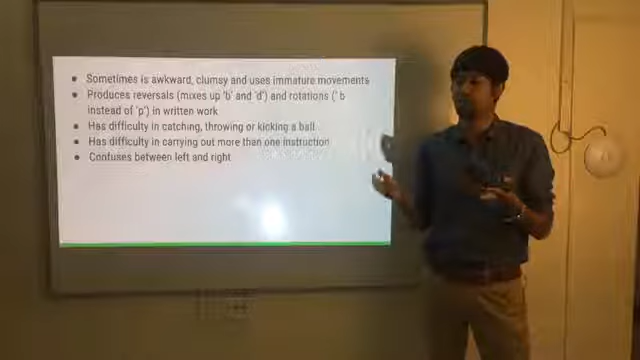 ● Sometimes is awkward, clumsy and uses immature movements
● Produces reversals (mixes up 'b' and 'd') and rotations (' b
instead of 'p') in written work
● Has difficulty in catching, throwing or kicking a ball
● Has difficulty in carrying out more than one instruction
● Confuses between left and right